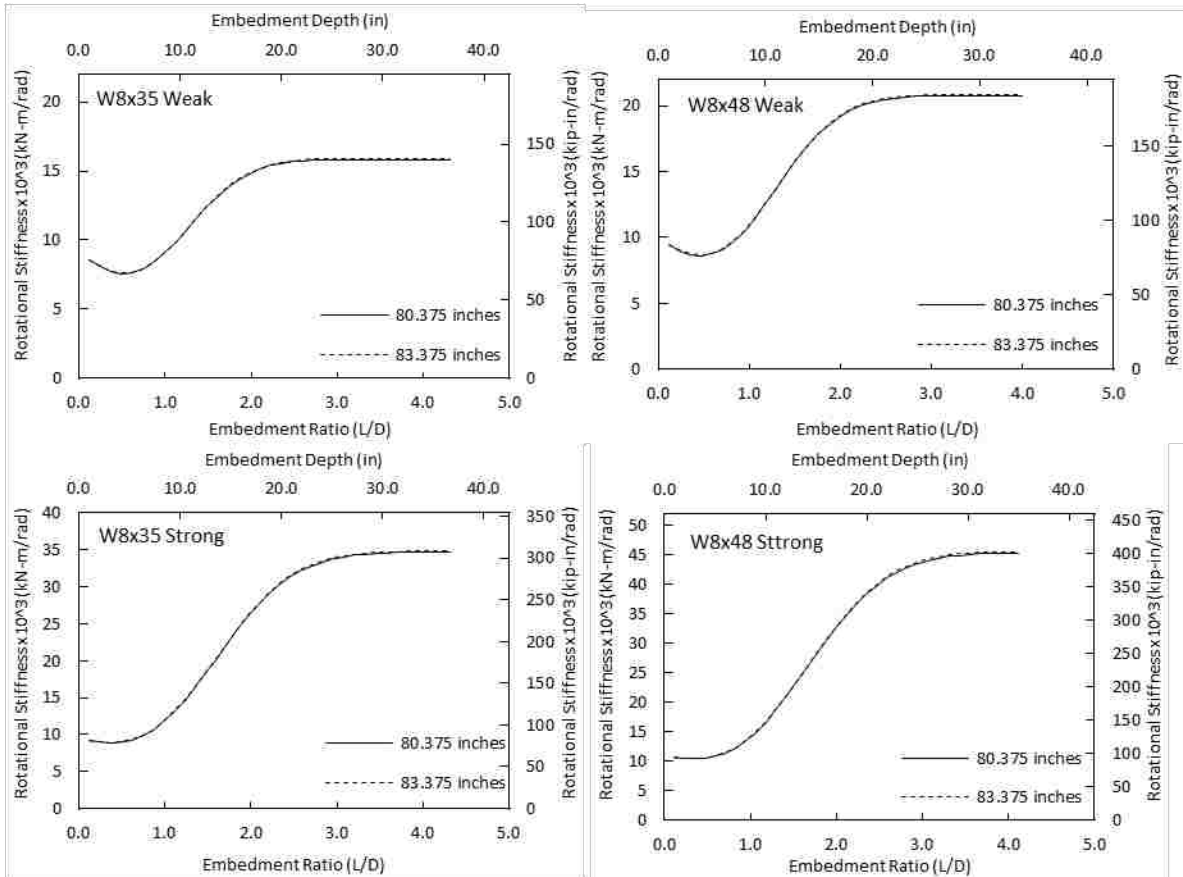 Embedment Depth (in)
0.0 10.0 20.0 30.0 40.0
Rotational Stiffness x10^3 (kN-m/rad)
20
15
10
5
0
W8x35 Weak
150
100
50
0
Rotational Stiffness x10^3 (kip-in/rad)
80.375 inches
83.375 inches
0.0 1.0 2.0 3.0 4.0 5.0
Embedment Ratio (L/D)
Embedment Depth (in)
0.0 10.0 20.0 30.0 40.0
Rotational Stiffness x10^3 (kN-m/rad)
20
15
10
5
0
W8x48 Weak
150
100
50
0
Rotational Stiffness x10^3 (kip-in/rad)
80.375 inches
83.375 inches
0.0 1.0 2.0 3.0 4.0 5.0
Embedment Ratio (L/D)
Embedment Depth (in)
0.0 10.0 20.0 30.0 40.0
Rotational Stiffness x10^3 (kN-m/rad)
40
35
30
25
20
15
10
5
0
W8x35 Strong
350
300
250
200
150
100
50
0
Rotational Stiffness x10^3 (kip-in/rad)
80.375 inches
83.375 inches
0.0 1.0 2.0 3.0 4.0 5.0
Embedment Ratio (L/D)
Embedment Depth (in)
0.0 10.0 20.0 30.0 40.0
Rotational Stiffness x10^3 (kN-m/rad)
50
45
40
35
30
25
20
15
10
5
0
W8x48 Sttrong
450
400
350
300
250
200
150
100
50
0
Rotational Stiffness x10^3 (kip-in/rad)
80.375 inches
83.375 inches
0.0 1.0 2.0 3.0 4.0 5.0
Embedment Ratio (L/D)